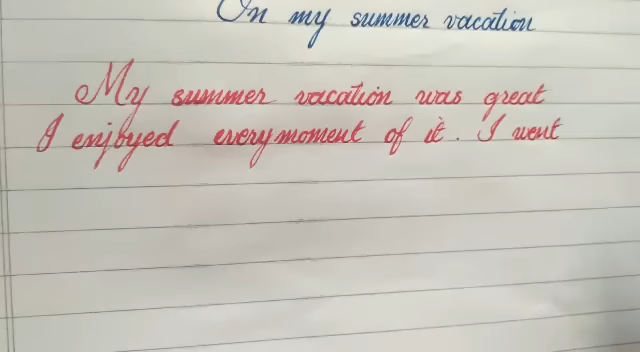 On my summer vacation
My summer vacation was great
I enjoyed everymoment of it. I went